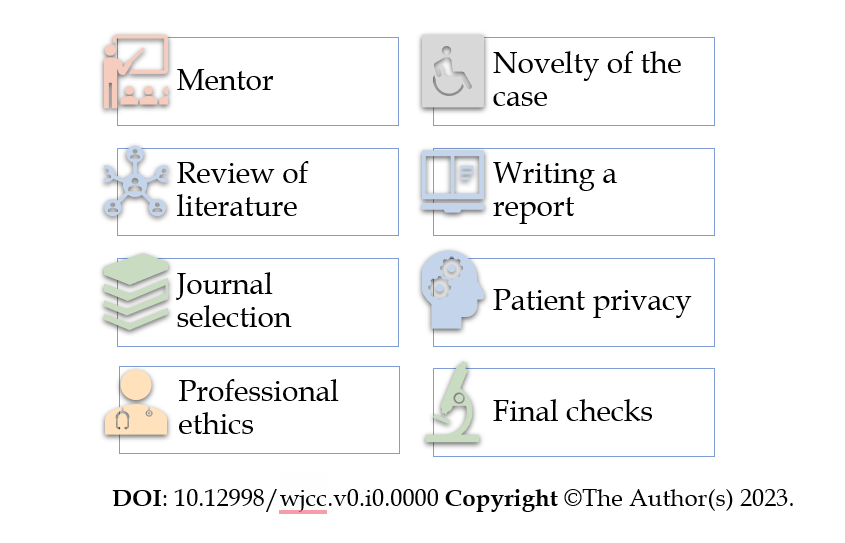 Mentor
Novelty of the
case
Review of
literature
Writing a
report
Journal
selection
Patient privacy
Professional
ethics
Final checks
DOI: 10.12998/wjcc.v0.i0.0000 Copyright ©The Author(s) 2023.